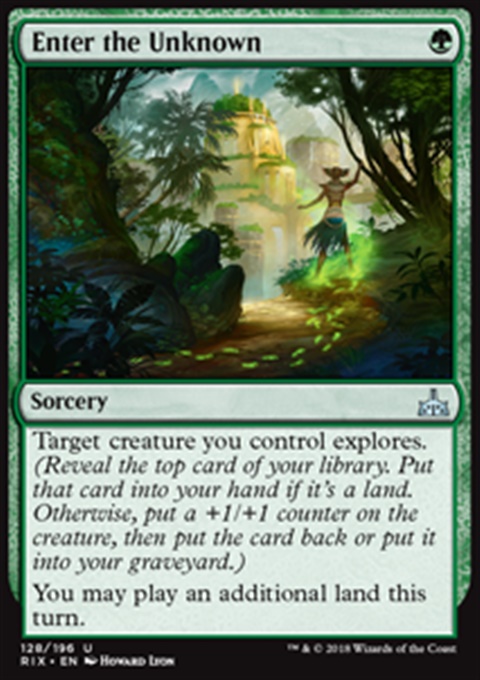 Enter the Unknown
Sorcery
Target creature you control explores.
(Reveal the top card of your library. Put
that card into your hand if it's a land.
Otherwise, put a +1/+1 counter on the
creature, then put the card back or put it
into your graveyard.)
You may play an additional land this
turn.
128/196 U
RIX • EN Howard Lyon
™ & © 2018 Wizards of the Coast